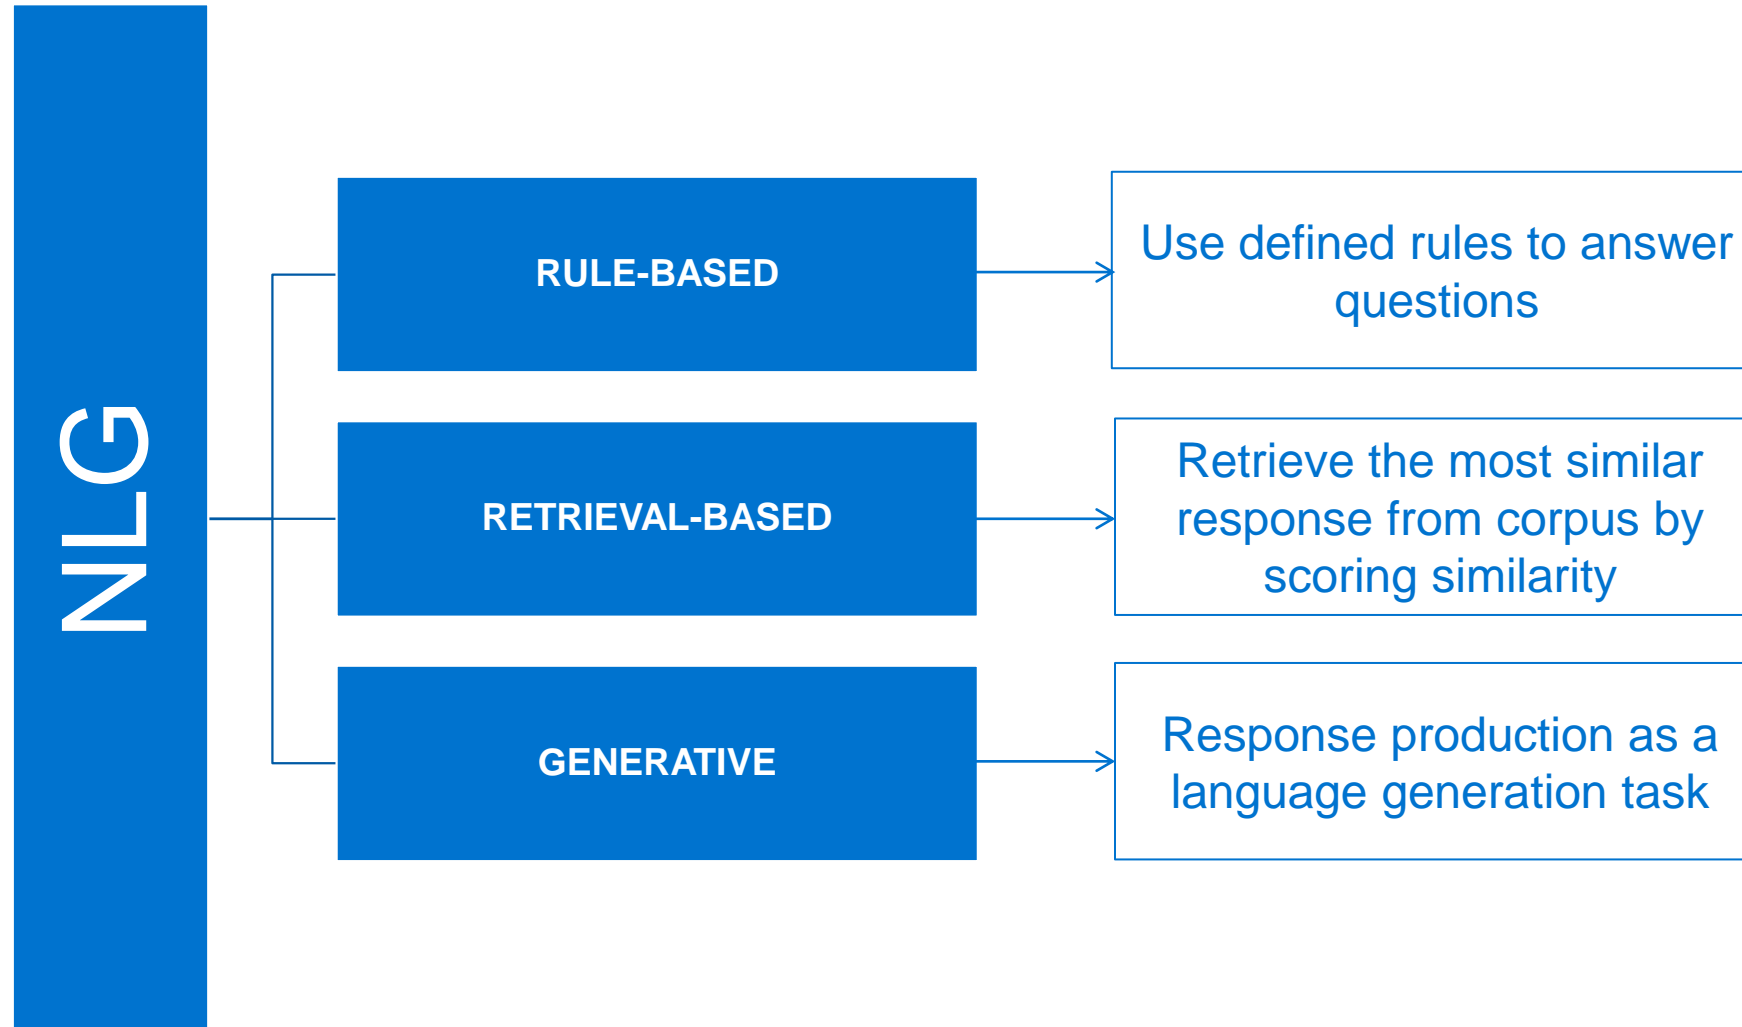 NLG
RULE-BASED
Use defined rules to answer
questions
RETRIEVAL-BASED
Retrieve the most similar
response from corpus by
scoring similarity
GENERATIVE
Response production as a
language generation task